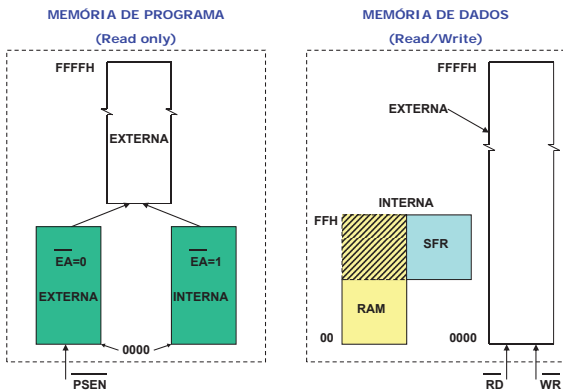 MEMÓRIA DE PROGRAMA
(Read only)
FFFFH
EXTERNA
EA=0
EXTERNA
EA=1
INTERNA
0000
PSEN
MEMÓRIA DE DADOS
(Read/Write)
FFFFH
EXTERNA
INTERNA
FFH
SFR
RAM
00
0000
RD
WR